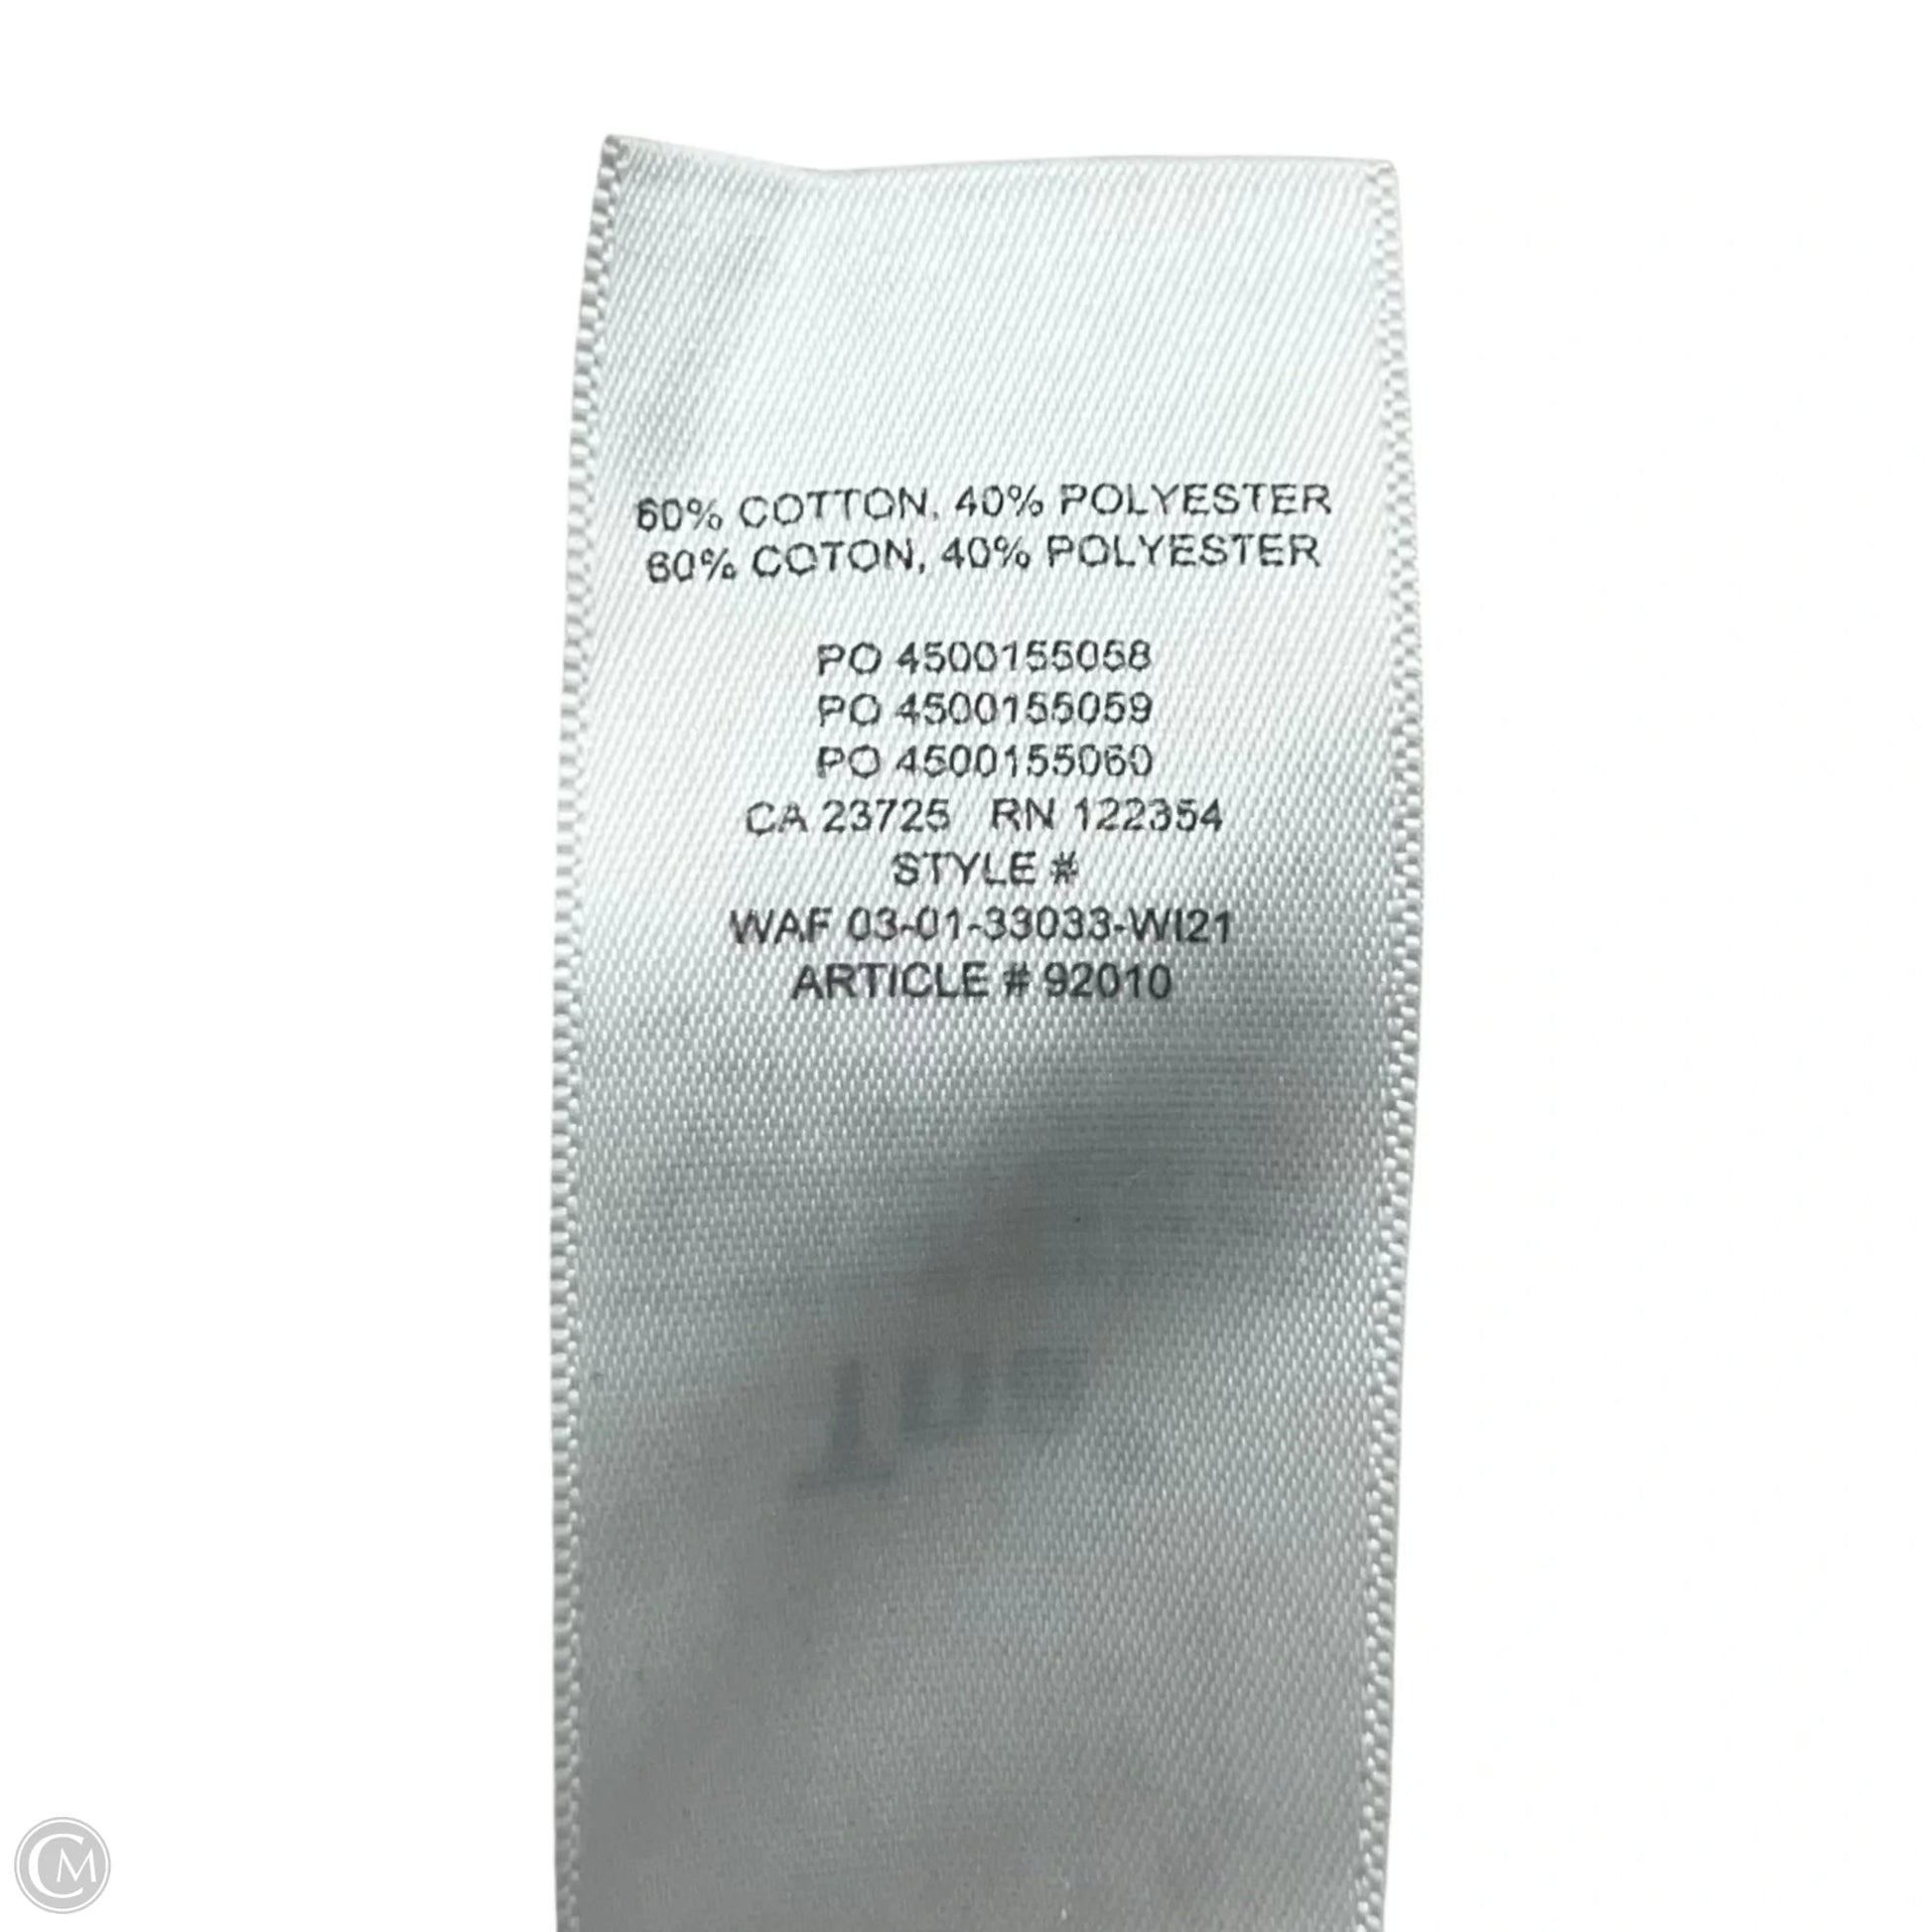 60% COTTON, 40% POLYESTER
60% COTON, 40% POLYESTER
PO 4500155058
PO 4500155059
PO 4500155060
CA 23725 RN 122354
STYLE #
WAF 03-01-33033-WI21
ARTICLE # 92010
CM